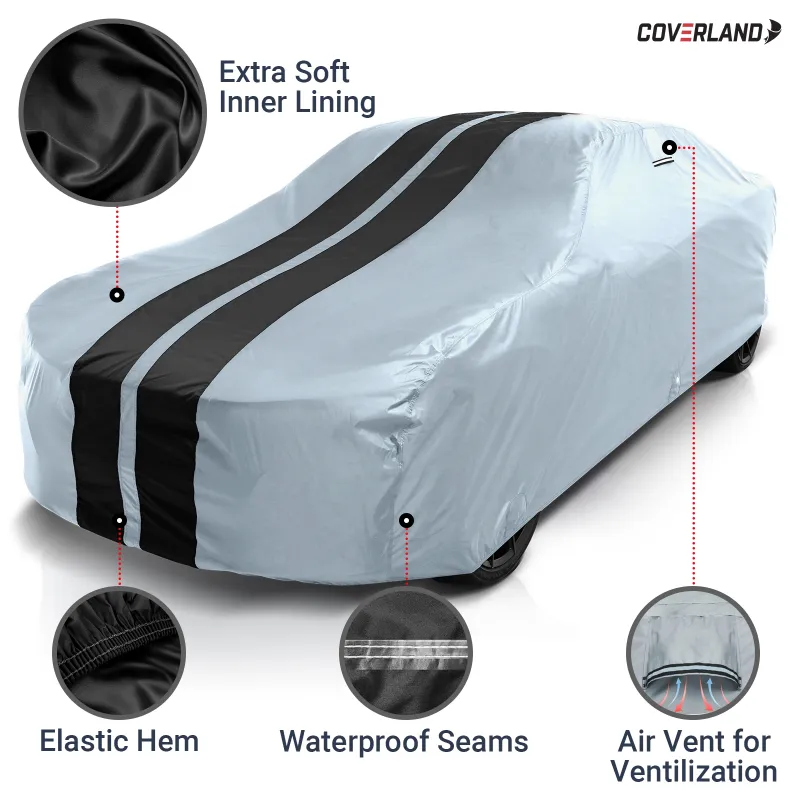 COVERLAND
Extra Soft
Inner Lining
Elastic Hem
Waterproof Seams
Air Vent for
Ventilization